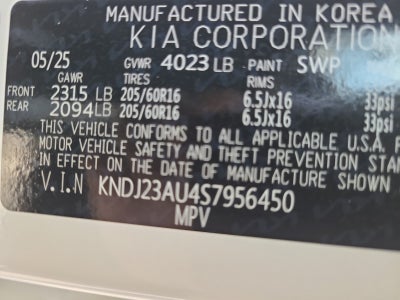 MANUFACTURED IN KOREA
KIA CORPORATION
05/25 GVWR 4023 LB PAINT SWP
GAWR TIRES RIMS
FRONT 2315 LB 205/60R16 6.5Jx16 33psi
REAR 2094 LB 205/60R16 6.5Jx16 33psi
THIS VEHICLE CONFORMS TO ALL APPLICABLE U.S.A. F
MOTOR VEHICLE SAFETY AND THEFT PREVENTION STAN
IN EFFECT ON THE DATE OF MANUFACTURE SHOWN
V.I.N KNDJ23AU4S7956450
MPV